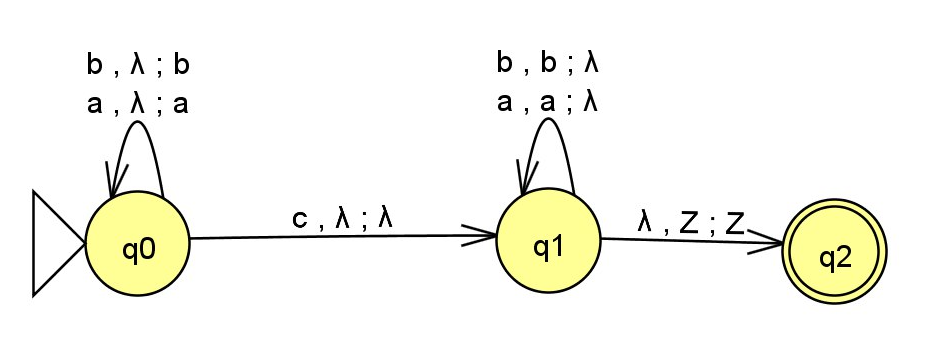 b , λ ; b
a , λ ; a
b , b ; λ
a , a ; λ
c , λ ; λ
λ , Z ; Z
q0
q1
q2